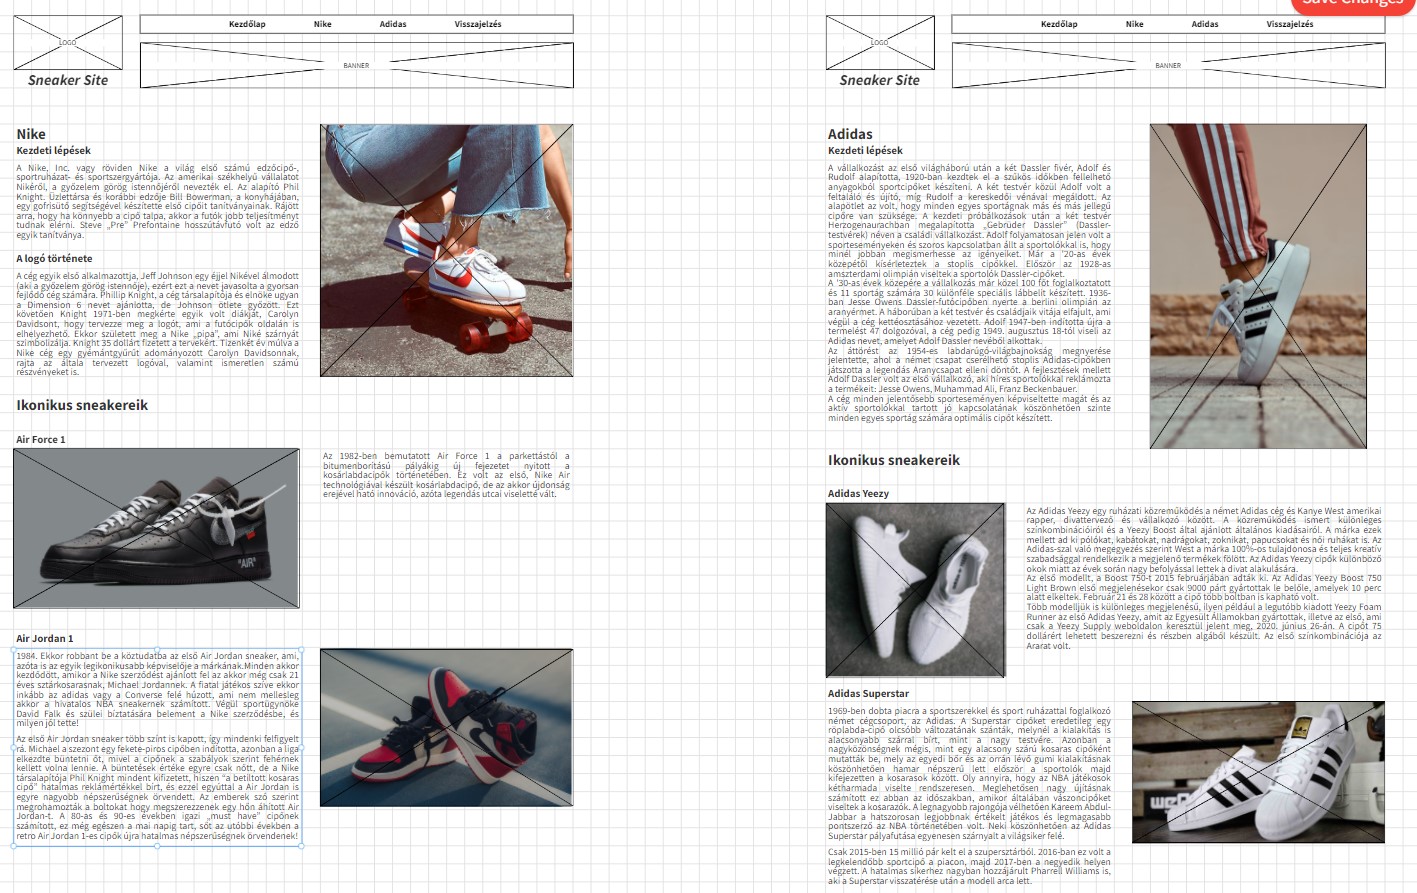 Save Changes
LOGO
Sneaker Site
Kezdőlap Nike Adidas Visszajelzés
BANNER
Nike
Kezdeti lépések
A Nike, Inc. vagy röviden Nike a világ első számú edzőcipő-,
sportruházat- és sportszergyártója. Az amerikai székhelyű vállalatot
Nikéről, a győzelem görög istennőjéről nevezték el. Az alapító Phil
Knight. Üzlettársa és korábbi edzője Bill Bowerman, a konyhájában,
egy gofrisütő segítségével készítette első cipőit tanítványainak. Rájött
arra, hogy ha könnyebb a cipő talpa, akkor a futók jobb teljesítményt
tudnak elérni. Steve „Pre” Prefontaine hosszútávfutó volt az edző
egyik tanítványa.
A logó története
A cég egyik első alkalmazottja, Jeff Johnson egy éjjel Nikével álmodott
(aki a győzelem görög istennője), ezért ezt a nevet javasolta a gyorsan
fejlődő cég számára. Phillip Knight, a cég társalapítója és elnöke ugyan
a Dimension 6 nevet ajánlotta, de Johnson ötlete győzött. Ezt
követően Knight 1971-ben megkérte egyik volt diákját, Carolyn
Davidsont, hogy tervezze meg a logót, ami a futócipők oldalán is
elhelyezhető. Ekkor született meg a Nike „pipa”, ami Niké szárnyát
szimbolizálja. Knight 35 dollárt fizetett a tervekért. Tizenkét év múlva a
Nike cég egy gyémántgyűrűt adományozott Carolyn Davidsonnak,
rajta az általa tervezett logóval, valamint ismeretlen számú
részvényeket is.
Ikonikus sneakereik
Air Force 1
"AIR"
Az 1982-ben bemutatott Air Force 1 a parkettástól a
bitumenborítású pályákig új fejezetet nyitott a
kosárlabdacipők történetében. Ez volt az első, Nike Air
technológiával készült kosárlabdacipő, de az akkor újdonság
erejével ható innováció, azóta legendás utcai viseletté vált.
Air Jordan 1
1984. Ekkor robbant be a köztudatba az első Air Jordan sneaker, ami,
azóta is az egyik legikonikusabb képviselője a márkának.Minden akkor
kezdődött, amikor a Nike szerződést ajánlott fel az akkor még csak 21
éves sztárkosarasnak, Michael Jordannek. A fiatal játékos szíve ekkor
inkább az adidas vagy a Converse felé húzott, ami nem mellesleg
akkor a hivatalos NBA sneakernek számított. Végül sportügynöke
David Falk és szülei bíztatására belement a Nike szerződésbe, és
milyen jól tette!
Az első Air Jordan sneaker több színt is kapott, így mindenki felfigyelt
rá. Michael a szezont egy fekete-piros cipőben indította, azonban a liga
elkezdte büntetni őt, mivel a cipőnek a szabályok szerint fehérnek
kellett volna lennie. A büntetések értéke egyre csak nőtt, de a Nike
társalapítója Phil Knight mindent kifizetett, hiszen “a betiltott kosaras
cipő” hatalmas reklámértékkel bírt, és ezzel együttal a Air Jordan is
egyre nagyobb népszerűségnek örvendett. Az emberek szó szerint
megrohamozták a boltokat hogy megszerezzenek egy hőn áhított Air
Jordan-t. A 80-as és 90-es években igazi „must have” cipőnek
számított, ez még egészen a mai napig tart, sőt az utóbbi években a
retro Air Jordan 1-es cipők újra hatalmas népszerűségnek örvendenek!
LOGO
Sneaker Site
Kezdőlap Nike Adidas Visszajelzés
BANNER
Adidas
Kezdeti lépések
A vállalkozást az első világháború után a két Dassler fivér, Adolf és
Rudolf alapította, 1920-ban kezdtek el a szűkös időkben fellelhető
anyagokból sportcipőket készíteni. A két testvér közül Adolf volt a
feltaláló és újító, míg Rudolf a kereskedői vénával megáldott. Az
alapötlet az volt, hogy minden egyes sportágnak más és más jellegű
cipőre van szüksége. A kezdeti próbálkozások után a két testvér
Herzogenaurachban megalapította „Gebrüder Dassler” (Dassler-
testvérek) néven a családi vállalkozást. Adolf folyamatosan jelen volt a
sporteseményeken és szoros kapcsolatban állt a sportolókkal is, hogy
minél jobban megismerhesse az igényeiket. Már a '20-as évek
közepétől kísérleteztek a stoplis cipőkkel. Először az 1928-as
amszterdami olimpián viseltek a sportolók Dassler-cipőket.
A '30-as évek közepére a vállalkozás már közel 100 főt foglalkoztatott
és 11 sportág számára 30 különféle speciális lábbelit készített. 1936-
ban Jesse Owens Dassler-futócipőben nyerte a berlini olimpián az
aranyérmet. A háborúban a két testvér és családjaik vitája elfajult, ami
végül a cég kettéosztásához vezetett. Adolf 1947-ben indította újra a
termelést 47 dolgozóval, a cég pedig 1949. augusztus 18-tól viseli az
Adidas nevet, amelyet Adolf Dassler nevéből alkottak.
Az áttörést az 1954-es labdarúgó-világbajnokság megnyerése
jelentette, ahol a német csapat cserélhető stoplis Adidas-cipőkben
játszotta a legendás Aranycsapat elleni döntőt. A fejlesztések mellett
Adolf Dassler volt az első vállalkozó, aki híres sportolókkal reklámozta
a termékeit: Jesse Owens, Muhammad Ali, Franz Beckenbauer.
A cég minden jelentősebb sporteseményen képviseltette magát és az
aktív sportolókkal tartott jó kapcsolatának köszönhetően szinte
minden egyes sportág számára optimális cipőt készített.
Ikonikus sneakereik
Adidas Yeezy
Az Adidas Yeezy egy ruházati közreműködés a német Adidas cég és Kanye West amerikai
rapper, divattervező és vállalkozó között. A közreműködés ismert különleges
színkombinációiról és a Yeezy Boost által ajánlott általános kiadásairól. A márka ezek
mellett ad ki pólókat, kabátokat, nadrágokat, zoknikat, papucsokat és női ruhákat is. Az
Adidas-szal való megegyezés szerint West a márka 100%-os tulajdonosa és teljes kreatív
szabadsággal rendelkezik a megjelenő termékek fölött. Az Adidas Yeezy cipők különböző
okok miatt az évek során nagy befolyással lettek a divat alakulására.
Az első modellt, a Boost 750-t 2015 februárjában adták ki. Az Adidas Yeezy Boost 750
Light Brown első megjelenésekor csak 9000 párt gyártottak le belőle, amelyek 10 perc
alatt elkeltek. Február 21 és 28 között a cipő több boltban is kapható volt.
Több modelljük is különleges megjelenésű, ilyen például a legutóbb kiadott Yeezy Foam
Runner az első Adidas Yeezy, amit az Egyesült Államokban gyártottak, illetve az első, ami
csak a Yeezy Supply weboldalon keresztül jelent meg, 2020. június 26-án. A cipőt 75
dollárért lehetett beszerezni és részben algából készült. Az első színkombinációja az
Ararat volt.
Adidas Superstar
1969-ben dobta piacra a sportszerekkel és sport ruházattal foglalkozó
német cégcsoport, az Adidas. A Superstar cipőket eredetileg egy
röplabda-cipő olcsóbb változatának szánták, melynél a kialakítás is
alacsonyabb szárral bírt, mint a nagy testvére. Azonban a
nagyközönségnek mégis, mint egy alacsony szárú kosaras cipőként
mutatták be, mely az egyedi bőr és az orrán lévő gumi kialakításnak
köszönhetően hamar népszerű lett először a sportolók majd
kifejezetten a kosarasok között. Oly annyira, hogy az NBA játékosok
kétharmada viselte rendszeresen. Meglehetősen nagy újításnak
számított ez abban az időszakban, amikor általában vászoncipőket
viseltek a kosarazók. A legnagyobb rajongója vélhetően Kareem Abdul-
Jabbar a hatszorosan legjobbnak értékelt játékos és legmagasabb
pontszerző az NBA történetében volt. Neki köszönhetően az Adidas
Superstar pályafutása egyenesen szárnyalt a világsiker felé.
Csak 2015-ben 15 millió pár kelt el a szupersztárból. 2016-ban ez volt a
legkelendőbb sportcipő a piacon, majd 2017-ben a negyedik helyen
végzett. A hatalmas sikerhez nagyban hozzájárult Pharrell Williams is,
aki a Superstar visszatérése után a modell arca lett.